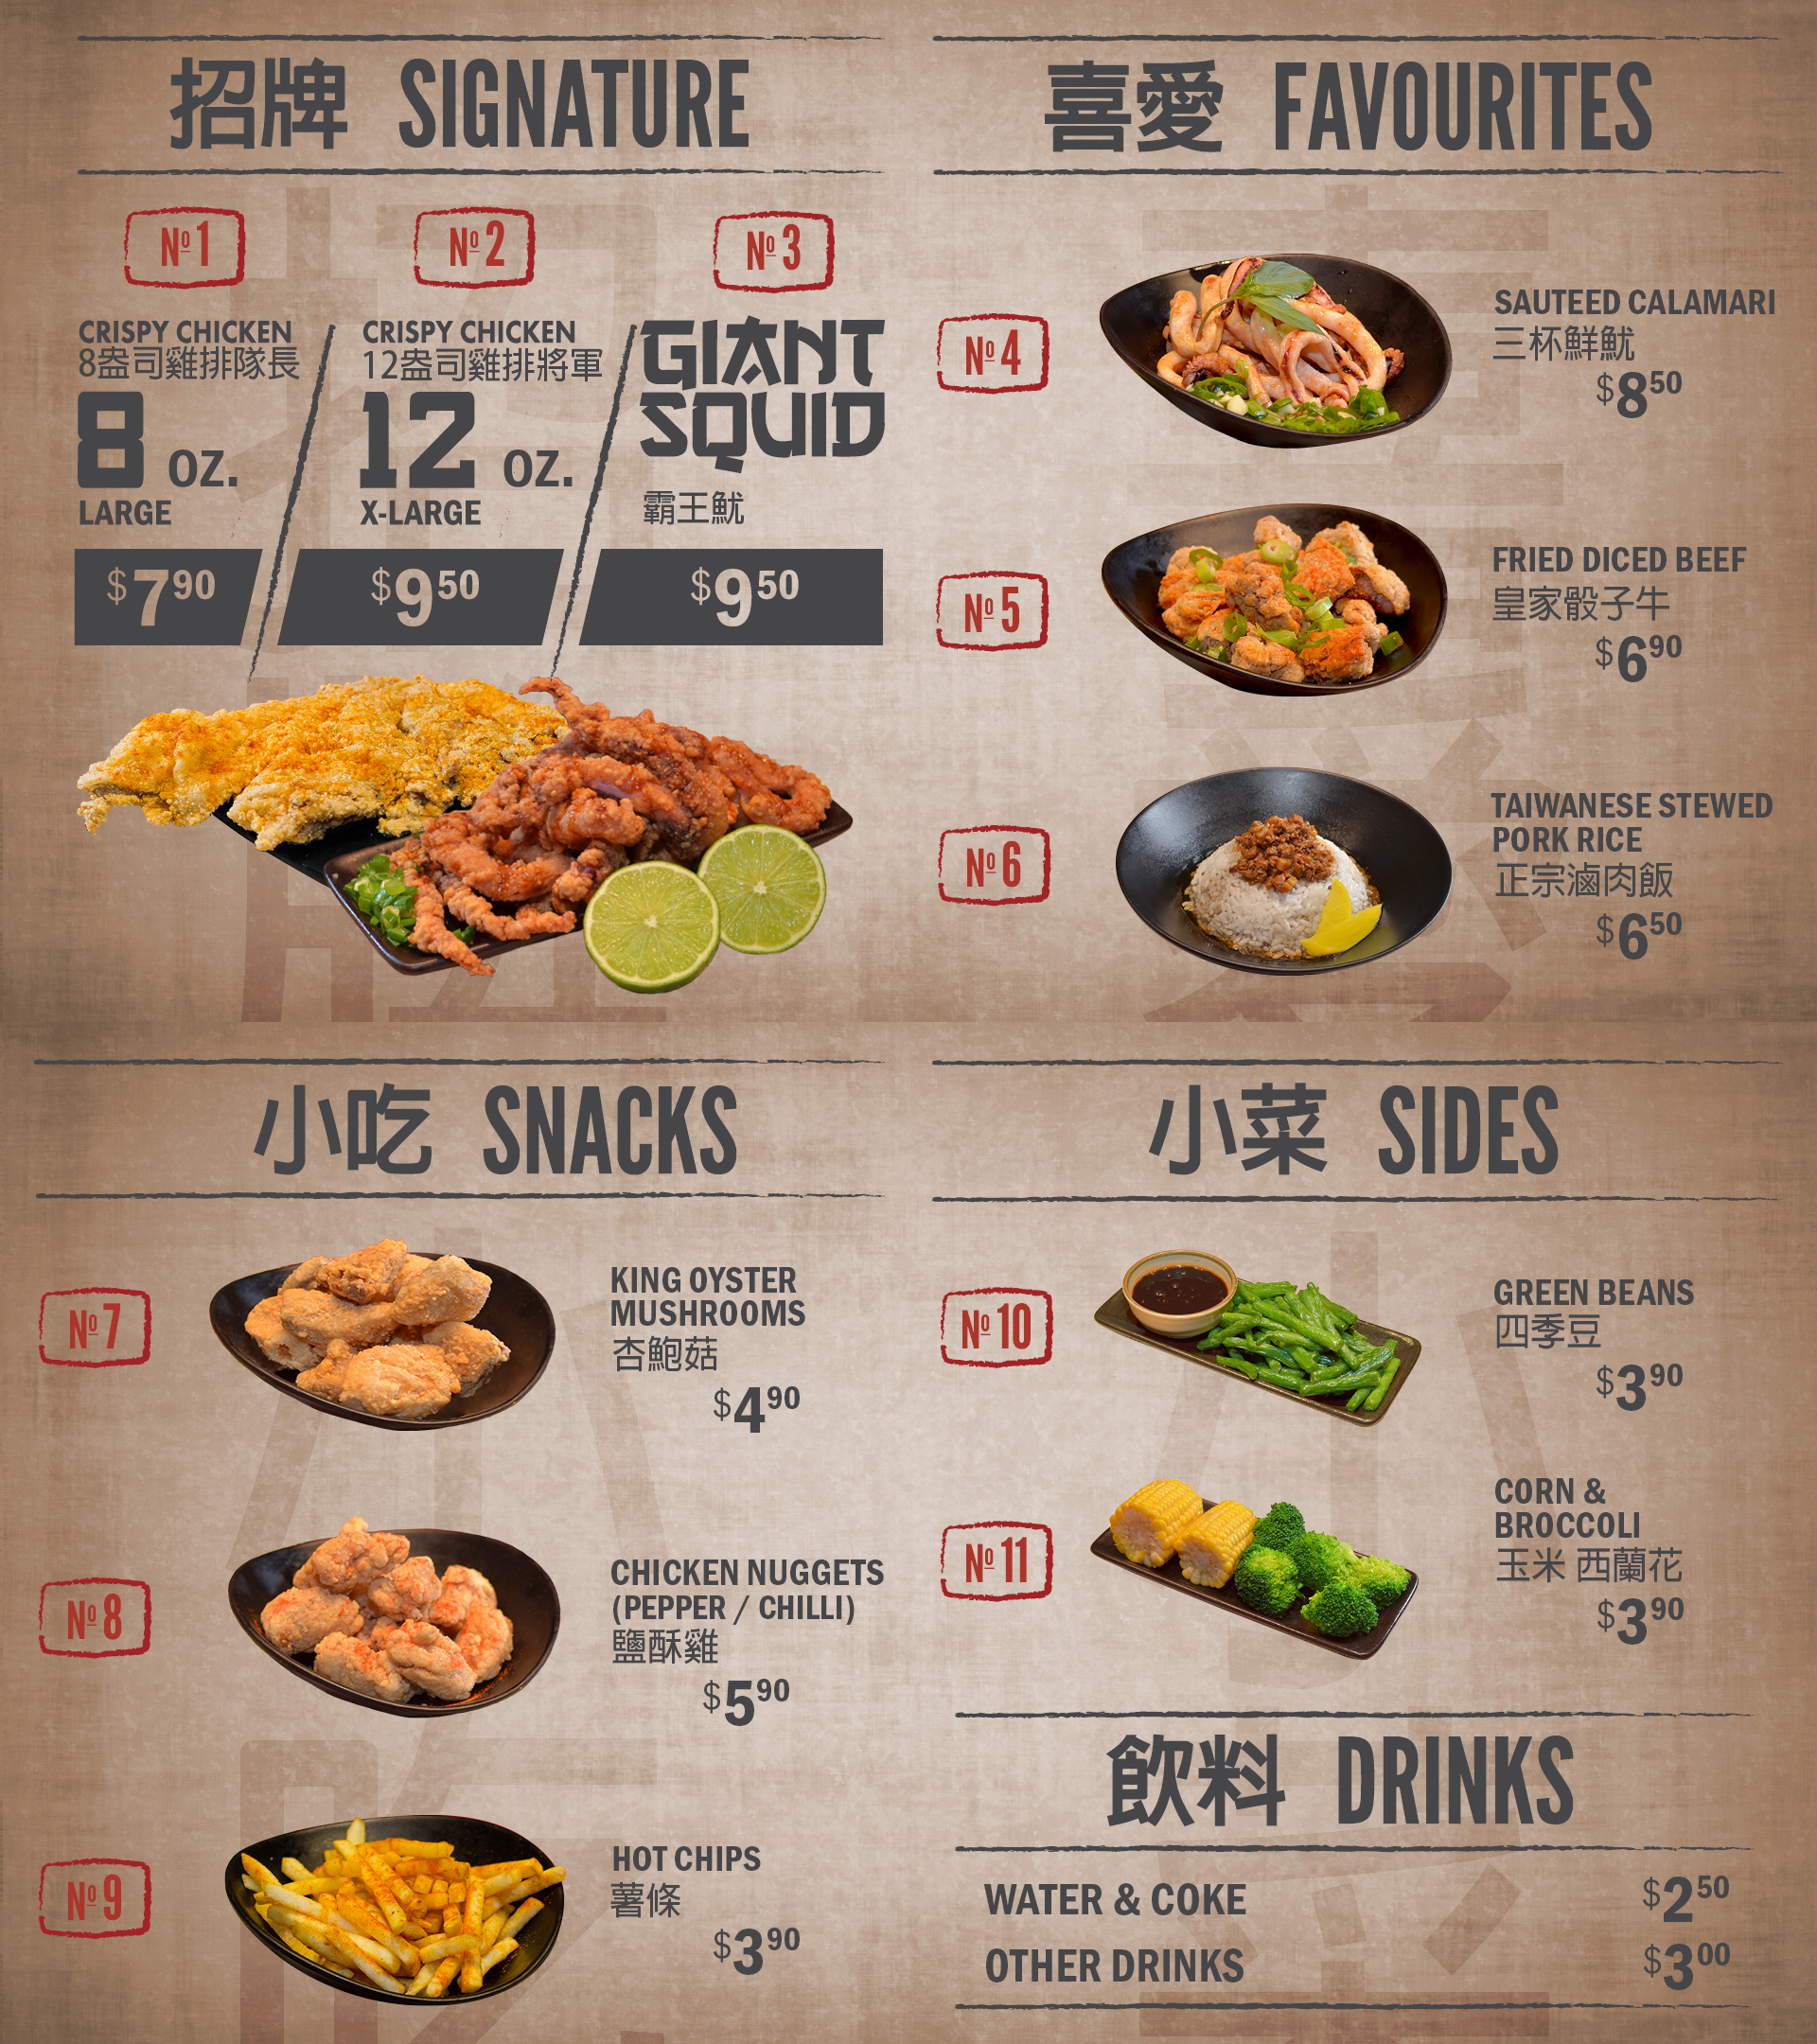 招牌 SIGNATURE
№1
CRISPY CHICKEN
8盎司雞排隊長
8 OZ.
LARGE
$7 90
№2
CRISPY CHICKEN
12盎司雞排將軍
12 OZ.
X-LARGE
$9 50
№3
GIANT
SQUID
霸王魷
$9 50
喜愛 FAVOURITES
№4
SAUTEED CALAMARI
三杯鮮魷
$8 50
№5
FRIED DICED BEEF
皇家骰子牛
$6 90
№6
TAIWANESE STEWED
PORK RICE
正宗滷肉飯
$6 50
小吃 SNACKS
№7
KING OYSTER
MUSHROOMS
杏鮑菇
$4 90
№8
CHICKEN NUGGETS
(PEPPER / CHILLI)
鹽酥雞
$5 90
№9
HOT CHIPS
薯條
$3 90
小菜 SIDES
№10
GREEN BEANS
四季豆
$3 90
№11
CORN &
BROCCOLI
玉米 西蘭花
$3 90
飲料 DRINKS
WATER & COKE $2 50
OTHER DRINKS $3 00